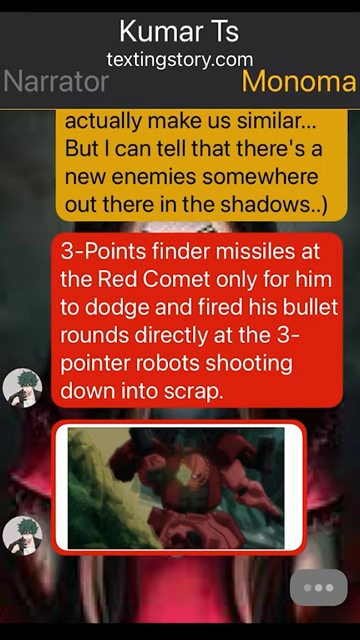 Kumar Ts
textingstory.com
Narrator
Monoma
actually make us similar...
But I can tell that there's a
new enemies somewhere
out there in the shadows..)
3-Points finder missiles at
the Red Comet only for him
to dodge and fired his bullet
rounds directly at the 3-
pointer robots shooting
down into scrap.